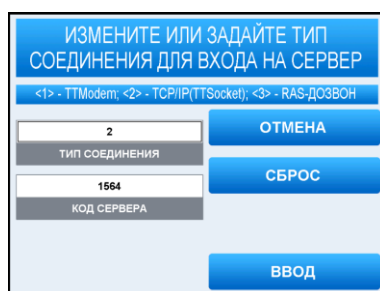 ИЗМЕНИТЕ ИЛИ ЗАДАЙТЕ ТИП
СОЕДИНЕНИЯ ДЛЯ ВХОДА НА СЕРВЕР
<1> - TTModem; <2> - TCP/IP(TTSocket); <3> - RAS-ДОЗВОН
2
ТИП СОЕДИНЕНИЯ
1564
КОД СЕРВЕРА
ОТМЕНА
СБРОС
ВВОД